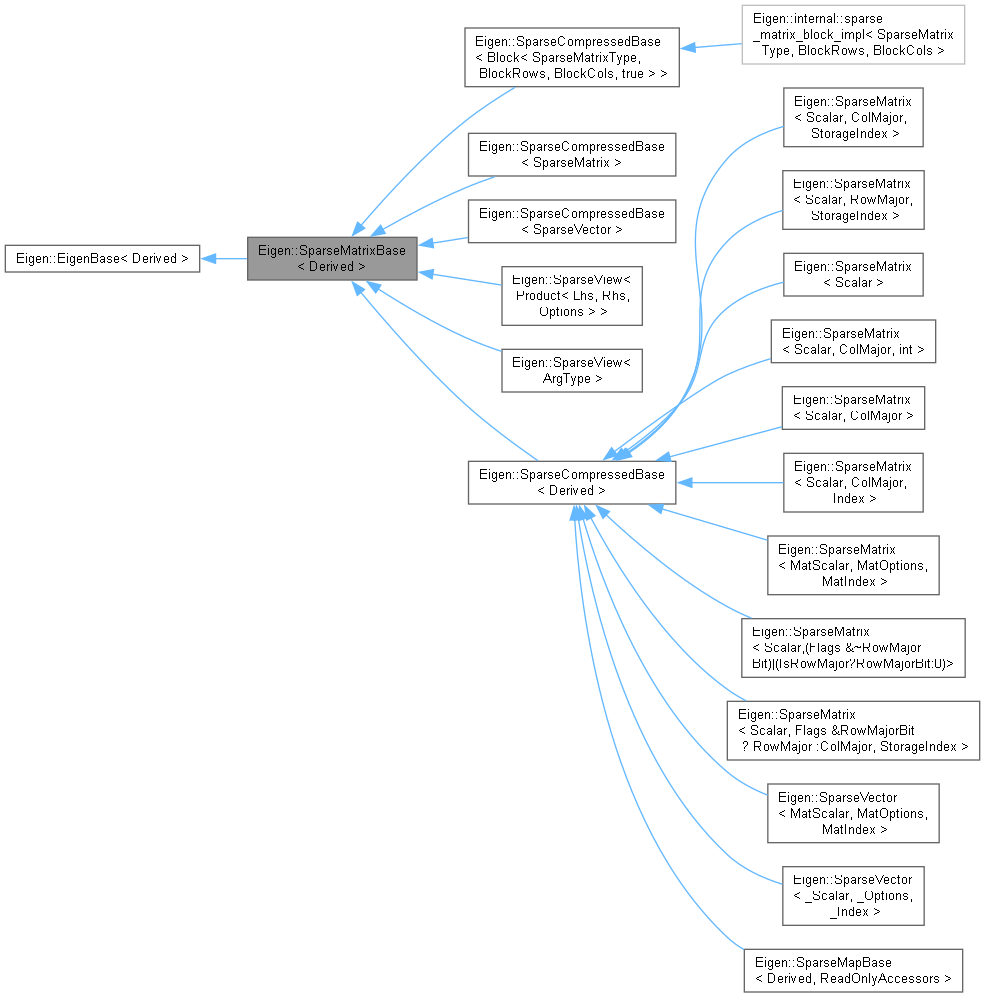 Eigen::EigenBase< Derived >
Eigen::SparseMatrixBase
< Derived >
Eigen::SparseCompressedBase
< Block< SparseMatrixType,
BlockRows, BlockCols, true > >
Eigen::SparseCompressedBase
< SparseMatrix >
Eigen::SparseCompressedBase
< SparseVector >
Eigen::SparseView<
Product< Lhs, Rhs,
Options > >
Eigen::SparseView<
ArgType >
Eigen::SparseCompressedBase
< Derived >
Eigen::internal::sparse
_matrix_block_impl< SparseMatrix
Type, BlockRows, BlockCols >
Eigen::SparseMatrix
< Scalar, ColMajor,
StorageIndex >
Eigen::SparseMatrix
< Scalar, RowMajor,
StorageIndex >
Eigen::SparseMatrix
< Scalar >
Eigen::SparseMatrix
< Scalar, ColMajor, int >
Eigen::SparseMatrix
< Scalar, ColMajor >
Eigen::SparseMatrix
< Scalar, ColMajor,
Index >
Eigen::SparseMatrix
< MatScalar, MatOptions,
MatIndex >
Eigen::SparseMatrix
< Scalar,(Flags &~RowMajor
Bit)|(IsRowMajor?RowMajorBit:0)>
Eigen::SparseMatrix
< Scalar, Flags &RowMajorBit
? RowMajor :ColMajor, StorageIndex >
Eigen::SparseVector
< MatScalar, MatOptions,
MatIndex >
Eigen::SparseVector
< _Scalar, _Options,
_Index >
Eigen::SparseMapBase
< Derived, ReadOnlyAccessors >